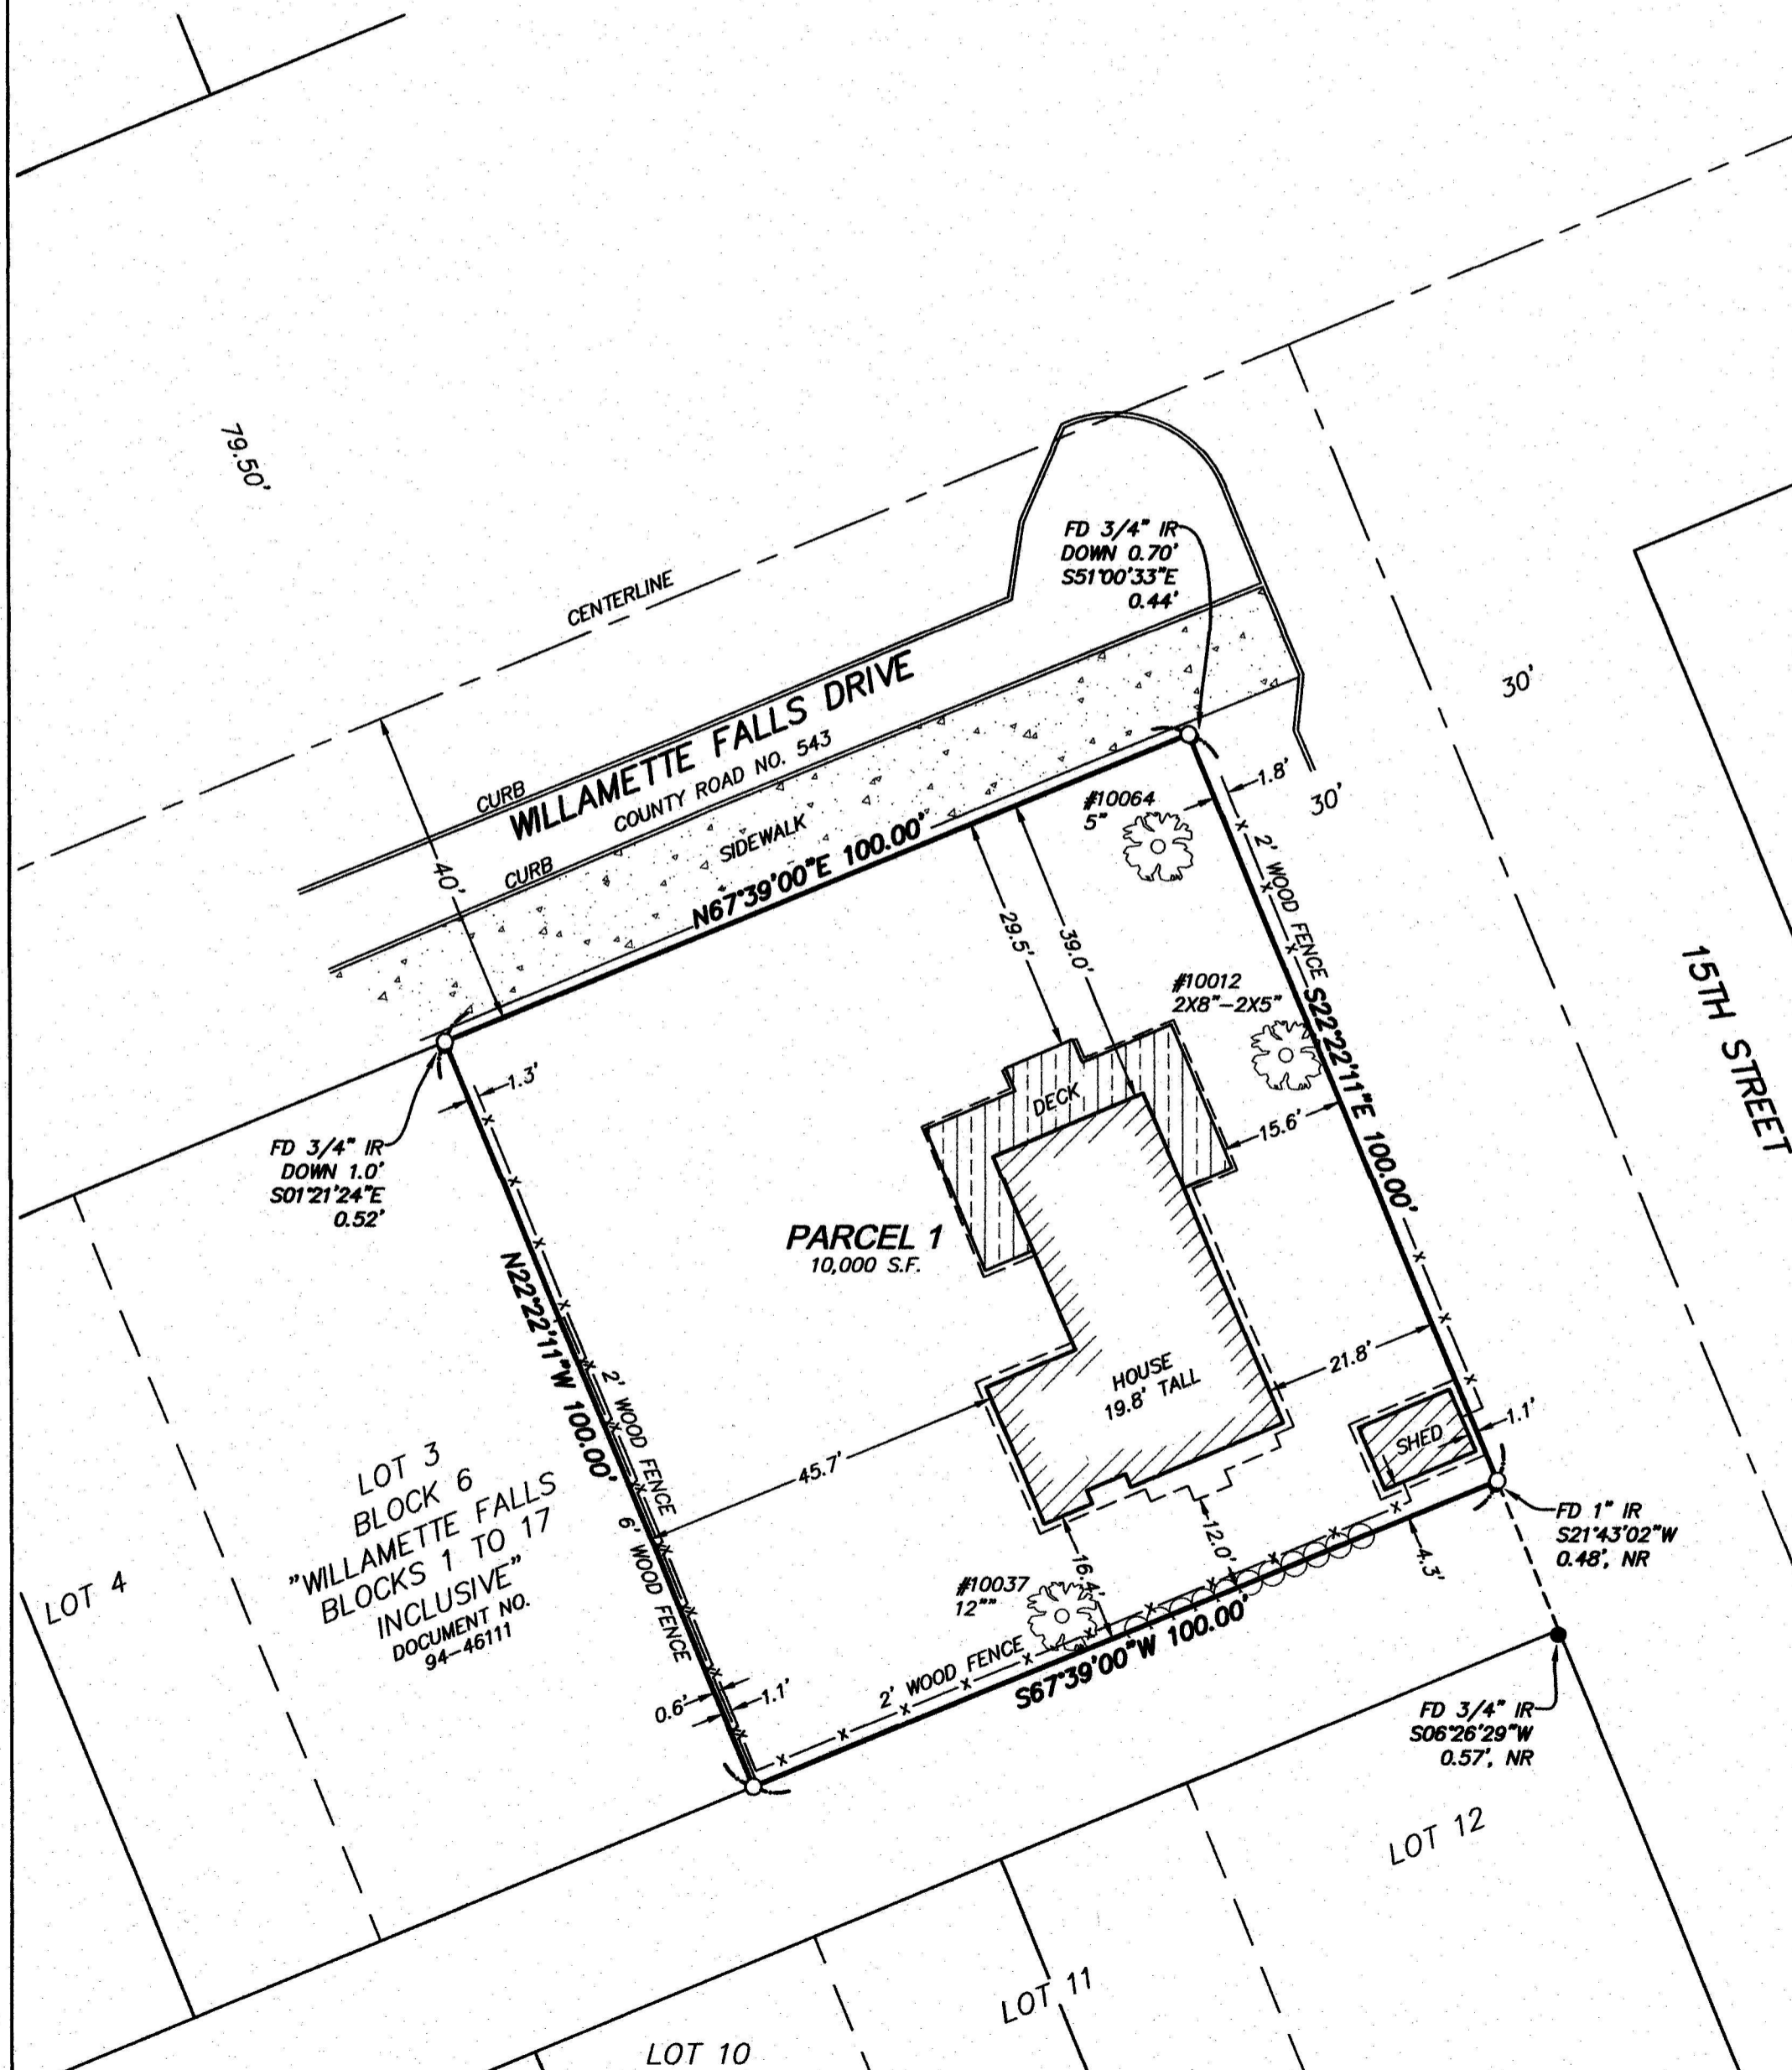 79.50'
CENTERLINE
FD 3/4" IR
DOWN 0.70'
S51°00'33"E
0.44'
30'
30'
CURB
WILLAMETTE FALLS DRIVE
COUNTY ROAD NO. 543
CURB
SIDEWALK
40'
N67°39'00"E 100.00'
1.8'
#10064
5"
2' WOOD FENCE
29.5'
39.0'
#10012
2X8"-2X5"
S22°22'11"E 100.00'
15TH STREET
1.3'
FD 3/4" IR
DOWN 1.0'
S01°21'24"E
0.52'
DECK
15.6'
PARCEL 1
10,000 S.F.
N22°22'11"W 100.00'
2' WOOD FENCE
6' WOOD FENCE
HOUSE
19.8' TALL
21.8'
SHED
1.1'
45.7'
LOT 3
BLOCK 6
"WILLAMETTE FALLS
BLOCKS 1 TO 17
INCLUSIVE"
DOCUMENT NO.
94-46111
LOT 4
FD 1" IR
S21°43'02"W
0.48', NR
12.0'
16.4'
4.3'
#10037
12""
2' WOOD FENCE
S67°39'00"W 100.00'
0.6'
1.1'
FD 3/4" IR
S06°26'29"W
0.57', NR
LOT 12
LOT 11
LOT 10